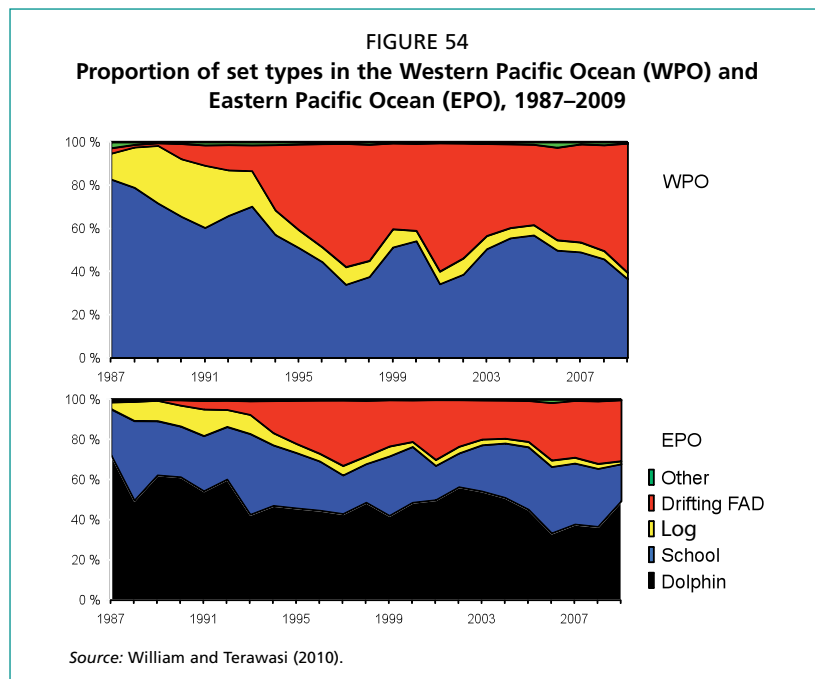 FIGURE 54
Proportion of set types in the Western Pacific Ocean (WPO) and
Eastern Pacific Ocean (EPO), 1987–2009
100 %
80 %
60 %
40 %
20 %
0 %
1987 1991 1995 1999 2003 2007
WPO
100 %
80 %
60 %
40 %
20 %
0 %
1987 1991 1995 1999 2003 2007
EPO
Other
Drifting FAD
Log
School
Dolphin
Source: William and Terawasi (2010).